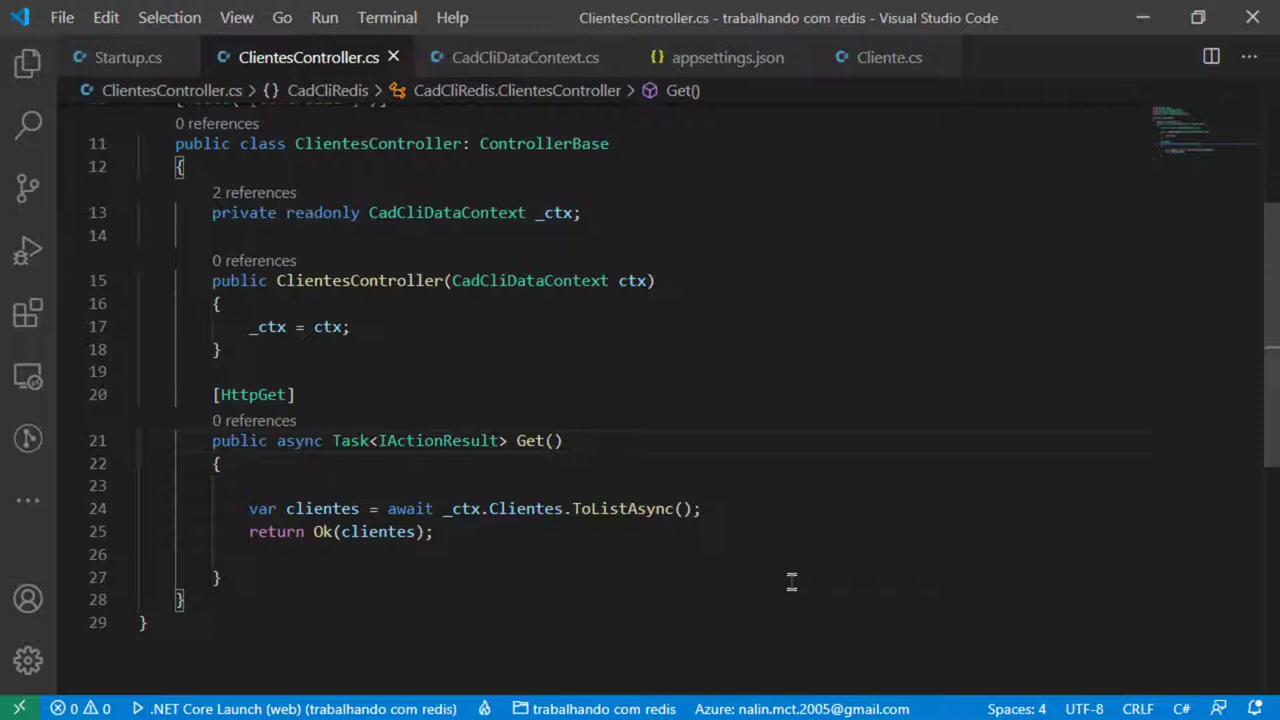 File Edit Selection View Go Run Terminal Help ClientesController.cs - trabalhando com redis - Visual Studio Code
Startup.cs ClientesController.cs CadCliDataContext.cs {} appsettings.json Cliente.cs
ClientesController.cs > {} CadCliRedis > CadCliRedis.ClientesController > Get()
0 references
11 public class ClientesController: ControllerBase
12 {
2 references
13 private readonly CadCliDataContext _ctx;
14
0 references
15 public ClientesController(CadCliDataContext ctx)
16 {
17 _ctx = ctx;
18 }
19
20 [HttpGet]
0 references
21 public async Task<IActionResult> Get()
22 {
23
24 var clientes = await _ctx.Clientes.ToListAsync();
25 return Ok(clientes);
26
27 }
28 }
29 }
0 0 .NET Core Launch (web) (trabalhando com redis) trabalhando com redis Azure: nalin.mct.2005@gmail.com Spaces: 4 UTF-8 CRLF C#